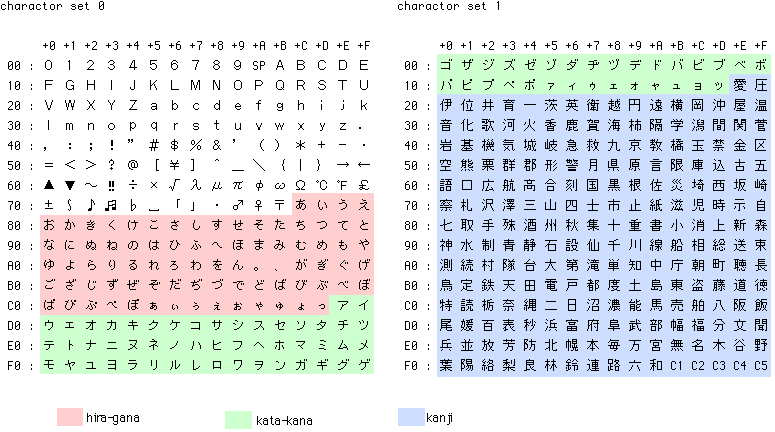 charactor set 0
+0 +1 +2 +3 +4 +5 +6 +7 +8 +9 +A +B +C +D +E +F
00 : 0 1 2 3 4 5 6 7 8 9 SP A B C D E
10 : F G H I J K L M N O P Q R S T U
20 : V W X Y Z a b c d e f g h i j k
30 : l m n o p q r s t u v w x y z .
40 : , : ; ! ” # $ % & ’ ( ) * + - ·
50 : = < > ? @ [ ¥ ] ^ _ \ { | } → ←
60 : ▲ ▼ ～ ‼ ÷ × √ λ μ π φ ω Ω ℃ ℉ £
70 : ± ∮ ♪ ♬ ♭ _ 「 」 ・ ♂ ♀ 〒 あ い う え
80 : お か き く け こ さ し す せ そ た ち つ て と
90 : な に ぬ ね の は ひ ふ へ ほ ま み む め も や
A0 : ゆ よ ら り る れ ろ わ を ん 。 、 が ぎ ぐ げ
B0 : ご ざ じ ず ぜ ぞ だ ぢ づ で ど ば び ぶ べ ぼ
C0 : ぱ ぴ ぷ ぺ ぽ ぁ ぃ ぅ ぇ ぉ ゃ ゅ ょ っ ア イ
D0 : ウ エ オ カ キ ク ケ コ サ シ ス セ ソ タ チ ツ
E0 : テ ト ナ ニ ヌ ネ ノ ハ ヒ フ ヘ ホ マ ミ ム メ
F0 : モ ヤ ユ ヨ ラ リ ル レ ロ ワ ヲ ン ガ ギ グ ゲ
charactor set 1
+0 +1 +2 +3 +4 +5 +6 +7 +8 +9 +A +B +C +D +E +F
00 : ゴ ザ ジ ズ ゼ ゾ ダ ヂ ヅ デ ド バ ビ ブ ベ ボ
10 : パ ピ プ ペ ポ ァ ィ ゥ ェ ォ ャ ュ ョ ッ 愛 圧
20 : 伊 位 井 育 一 茨 英 衛 越 円 遠 横 岡 沖 屋 温
30 : 音 化 歌 河 火 香 鹿 賀 海 柿 隔 学 潟 間 関 菅
40 : 岩 基 機 気 城 岐 急 救 九 京 教 橋 玉 禁 金 区
50 : 空 熊 栗 群 郡 形 警 月 県 原 言 限 庫 込 古 五
60 : 語 口 広 航 高 合 刻 国 黒 根 佐 災 埼 西 坂 崎
70 : 察 札 沢 澤 三 山 四 士 市 止 紙 滋 児 時 示 自
80 : 七 取 手 殊 酒 州 秋 集 十 重 書 小 消 上 新 森
90 : 神 水 制 青 静 石 設 仙 千 川 線 船 相 総 送 東
A0 : 測 続 村 隊 台 大 第 滝 単 知 中 庁 朝 町 聴 長
B0 : 鳥 定 鉄 天 田 電 戸 都 度 土 島 東 盗 藤 道 徳
C0 : 特 読 栃 奈 縄 二 日 沼 濃 能 馬 売 舶 八 阪 飯
D0 : 尾 媛 百 表 秒 浜 富 府 阜 武 部 幅 福 分 文 聞
E0 : 兵 並 放 芳 防 北 幌 本 毎 万 宮 無 名 木 谷 野
F0 : 葉 陽 絡 梨 良 林 鈴 連 路 六 和 C1 C2 C3 C4 C5
hira-gana
kata-kana
kanji